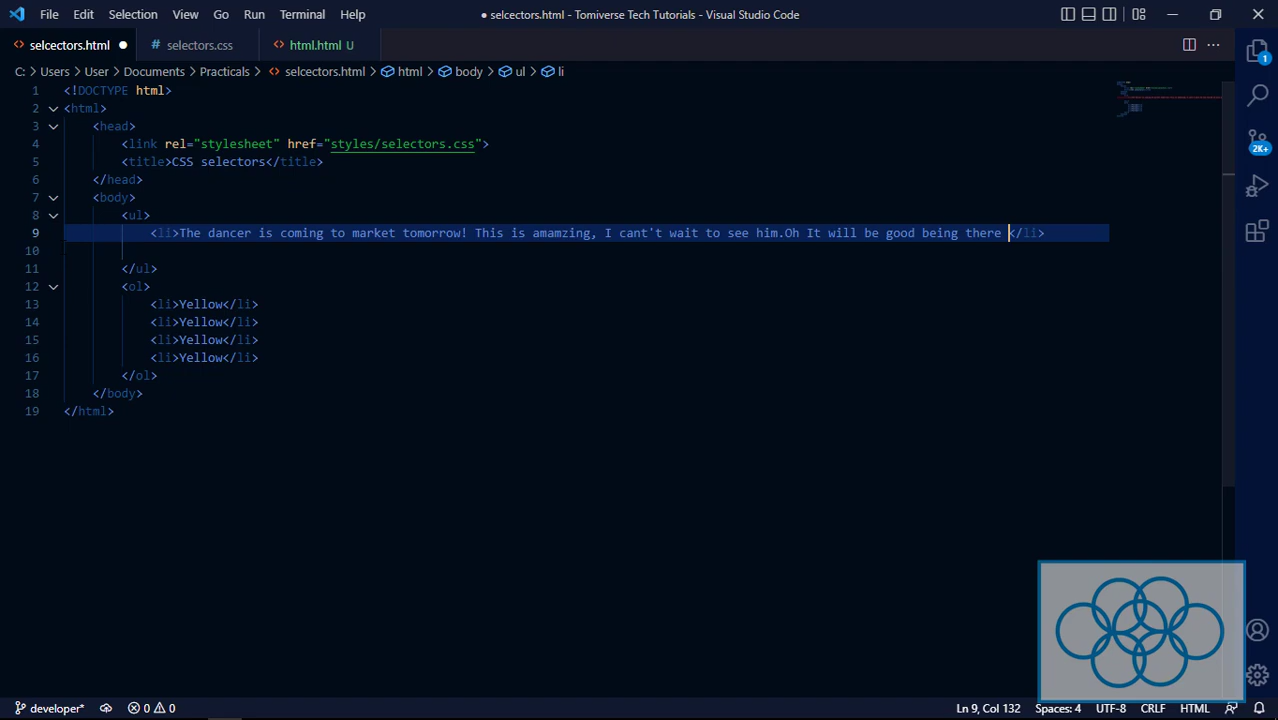 File Edit Selection View Go Run Terminal Help ● selcectors.html - Tomiverse Tech Tutorials - Visual Studio Code
selcectors.html ● # selectors.css html.html U
C: > Users > User > Documents > Practicals > selcectors.html > html > body > ul > li
1 <!DOCTYPE html>
2 <html>
3 <head>
4 <link rel="stylesheet" href="styles/selectors.css">
5 <title>CSS selectors</title>
6 </head>
7 <body>
8 <ul>
9 <li>The dancer is coming to market tomorrow! This is amamzing, I cant't wait to see him.Oh It will be good being there </li>
10
11 </ul>
12 <ol>
13 <li>Yellow</li>
14 <li>Yellow</li>
15 <li>Yellow</li>
16 <li>Yellow</li>
17 </ol>
18 </body>
19 </html>
1
2K+
developer* 0 0 Ln 9, Col 132 Spaces: 4 UTF-8 CRLF HTML